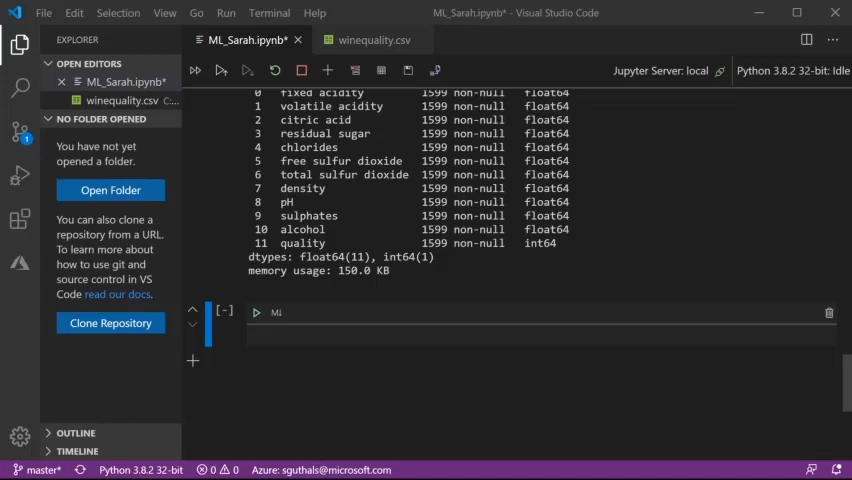 File Edit Selection View Go Run Terminal Help ML_Sarah.ipynb* - Visual Studio Code
EXPLORER
OPEN EDITORS
ML_Sarah.ipynb*
winequality.csv C:...
NO FOLDER OPENED
You have not yet
opened a folder.
Open Folder
You can also clone a
repository from a URL.
To learn more about
how to use git and
source control in VS
Code read our docs.
Clone Repository
OUTLINE
TIMELINE
ML_Sarah.ipynb*
winequality.csv
Jupyter Server: local
Python 3.8.2 32-bit: Idle
0 fixed acidity 1599 non-null float64
1 volatile acidity 1599 non-null float64
2 citric acid 1599 non-null float64
3 residual sugar 1599 non-null float64
4 chlorides 1599 non-null float64
5 free sulfur dioxide 1599 non-null float64
6 total sulfur dioxide 1599 non-null float64
7 density 1599 non-null float64
8 pH 1599 non-null float64
9 sulphates 1599 non-null float64
10 alcohol 1599 non-null float64
11 quality 1599 non-null int64
dtypes: float64(11), int64(1)
memory usage: 150.0 KB
[-]
M↓
1
master* Python 3.8.2 32-bit 0 0 Azure: sguthals@microsoft.com